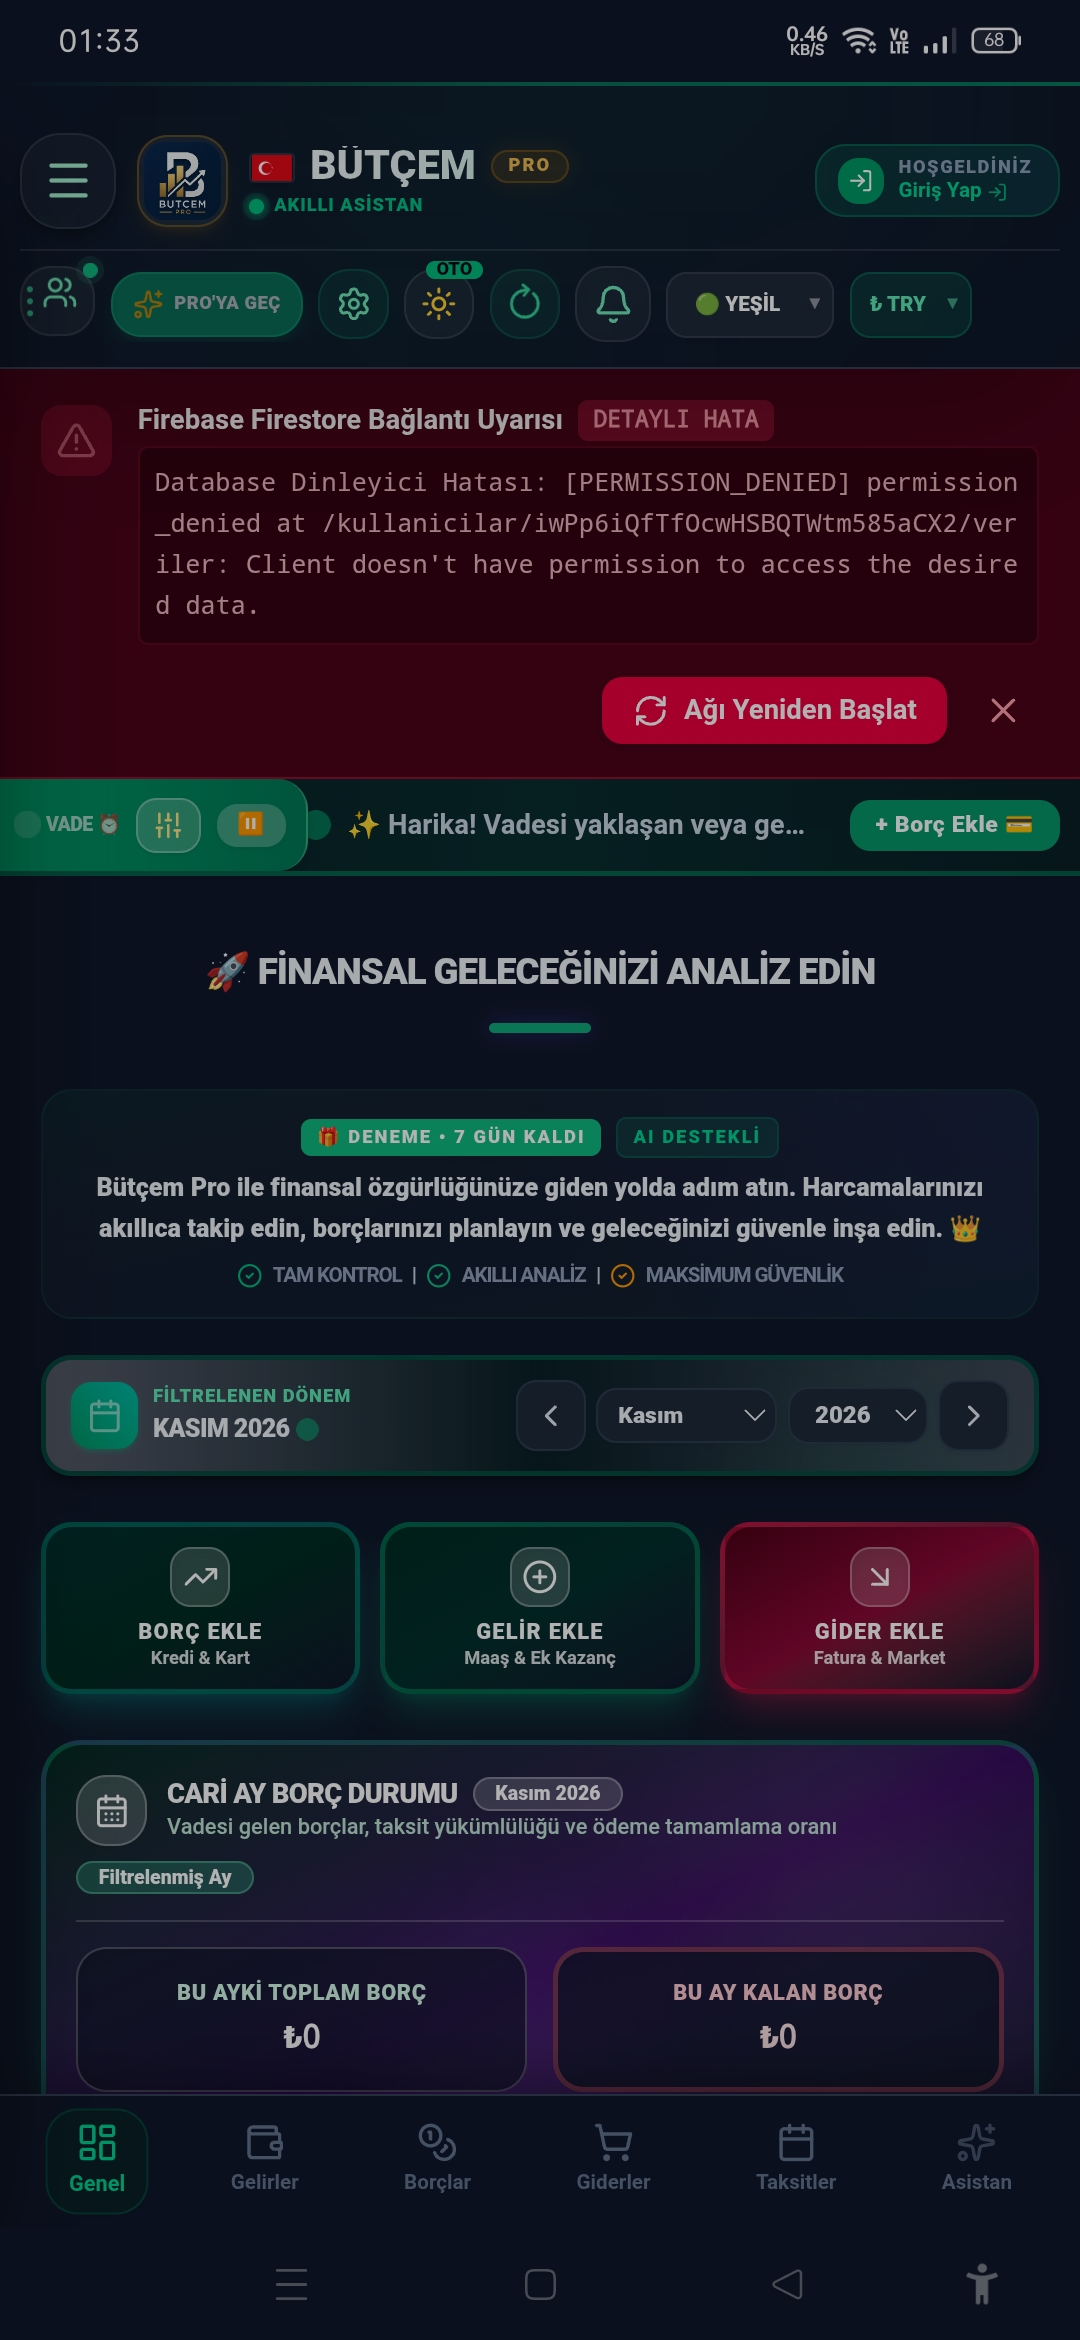 01:33
0.46 KB/S
Vo LTE
68
BÜTÇEM PRO
BUTCEM
PRO
AKILLI ASİSTAN
HOŞGELDİNİZ
Giriş Yap
PRO'YA GEÇ
OTO
YEŞİL
₺ TRY
Firebase Firestore Bağlantı Uyarısı DETAYLI HATA
Database Dinleyici Hatası: [PERMISSION_DENIED] permission
_denied at /kullanicilar/iwPp6iQfTfOcwHSBQTWtm585aCX2/ver
iler: Client doesn't have permission to access the desire
d data.
Ağı Yeniden Başlat
VADE ⏰
✨ Harika! Vadesi yaklaşan veya ge...
+ Borç Ekle 💳
🚀 FİNANSAL GELECEĞİNİZİ ANALİZ EDİN
🎁 DENEME • 7 GÜN KALDI
AI DESTEKLİ
Bütçem Pro ile finansal özgürlüğünüze giden yolda adım atın. Harcamalarınızı
akıllıca takip edin, borçlarınızı planlayın ve geleceğinizi güvenle inşa edin. 👑
TAM KONTROL | AKILLI ANALİZ | MAKSİMUM GÜVENLİK
FİLTRELENEN DÖNEM
KASIM 2026
Kasım
2026
BORÇ EKLE
Kredi & Kart
GELİR EKLE
Maaş & Ek Kazanç
GİDER EKLE
Fatura & Market
CARİ AY BORÇ DURUMU Kasım 2026
Vadesi gelen borçlar, taksit yükümlülüğü ve ödeme tamamlama oranı
Filtrelenmiş Ay
BU AYKİ TOPLAM BORÇ
₺0
BU AY KALAN BORÇ
₺0
Genel
Gelirler
Borçlar
Giderler
Taksitler
Asistan